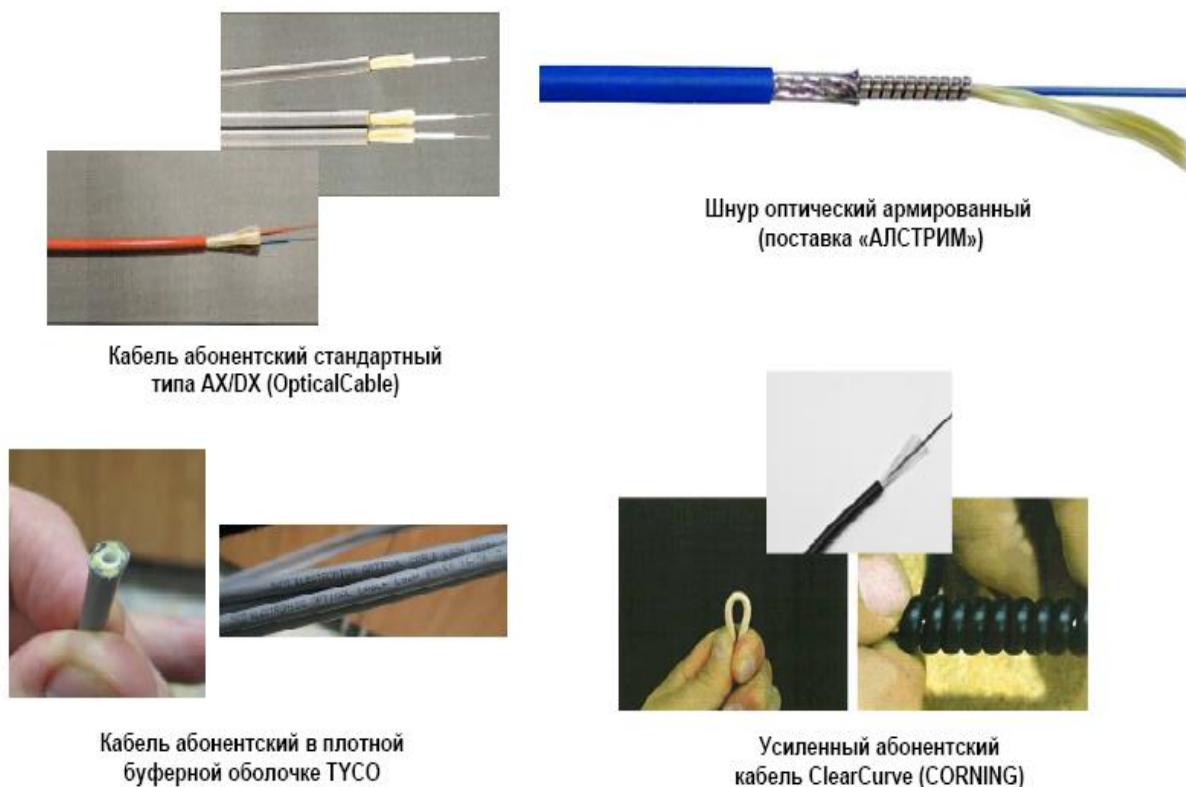 Шнур оптический армированный
(поставка «АЛСТРИМ»)
Кабель абонентский стандартный
типа AX/DX (OpticalCable)
Кабель абонентский в плотной
буферной оболочке TYCO
Усиленный абонентский
кабель ClearCurve (CORNING)